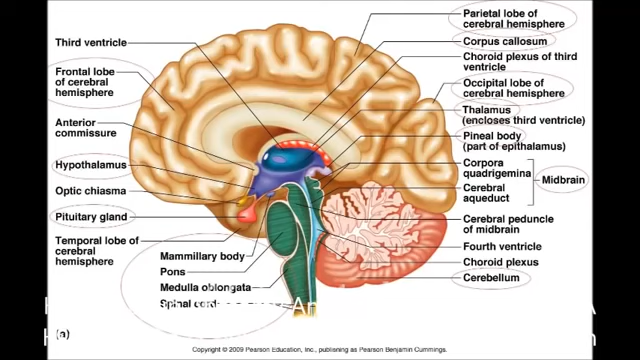 Third ventricle
Frontal lobe
of cerebral
hemisphere
Anterior
commissure
Hypothalamus
Optic chiasma
Pituitary gland
Temporal lobe of
cerebral
hemisphere
Mammillary body
Pons
Medulla oblongata
Spinal cord
Parietal lobe of
cerebral hemisphere
Corpus callosum
Choroid plexus of third
ventricle
Occipital lobe of
cerebral hemisphere
Thalamus
(encloses third ventricle)
Pineal body
(part of epithalamus)
Corpora
quadrigemina
Midbrain
Cerebral
aqueduct
Cerebral peduncle
of midbrain
Fourth ventricle
Choroid plexus
Cerebellum
(a)
Copyright © 2009 Pearson Education, Inc., publishing as Pearson Benjamin Cummings.